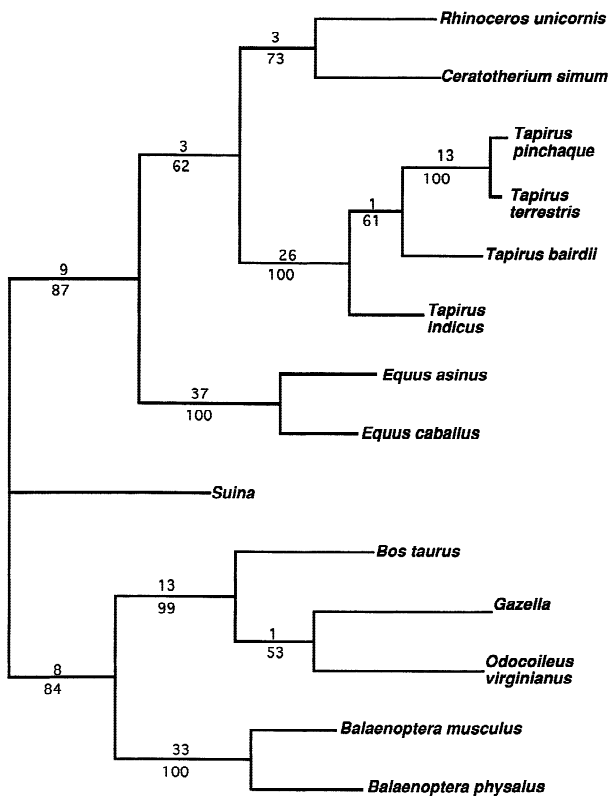 Rhinoceros unicornis
3
73
Ceratotherium simum
Tapirus
pinchaque
3
62
13
100
Tapirus
terrestris
1
61
Tapirus bairdii
26
100
9
87
Tapirus
indicus
Equus asinus
37
100
Equus caballus
Suina
Bos taurus
13
99
Gazella
1
53
Odocoileus
virginianus
8
84
Balaenoptera musculus
33
100
Balaenoptera physalus